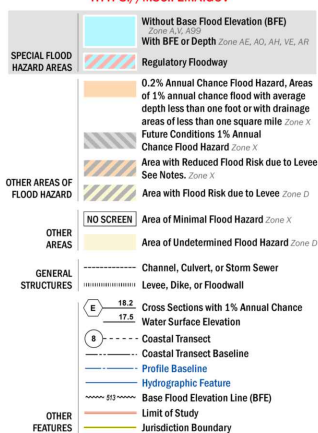 Without Base Flood Elevation (BFE)
Zone A,V, A99
With BFE or Depth Zone AE, AO, AH, VE, AR
SPECIAL FLOOD
HAZARD AREAS
Regulatory Floodway
0.2% Annual Chance Flood Hazard, Areas
of 1% annual chance flood with average
depth less than one foot or with drainage
areas of less than one square mile Zone X
Future Conditions 1% Annual
Chance Flood Hazard Zone X
Area with Reduced Flood Risk due to Levee
See Notes. Zone X
OTHER AREAS OF
FLOOD HAZARD
Area with Flood Risk due to Levee Zone D
NO SCREEN Area of Minimal Flood Hazard Zone X
OTHER
AREAS
Area of Undetermined Flood Hazard Zone D
GENERAL
STRUCTURES
Channel, Culvert, or Storm Sewer
Levee, Dike, or Floodwall
E 18.2 Cross Sections with 1% Annual Chance
17.5 Water Surface Elevation
8 Coastal Transect
Coastal Transect Baseline
Profile Baseline
Hydrographic Feature
513 Base Flood Elevation Line (BFE)
OTHER
FEATURES
Limit of Study
Jurisdiction Boundary